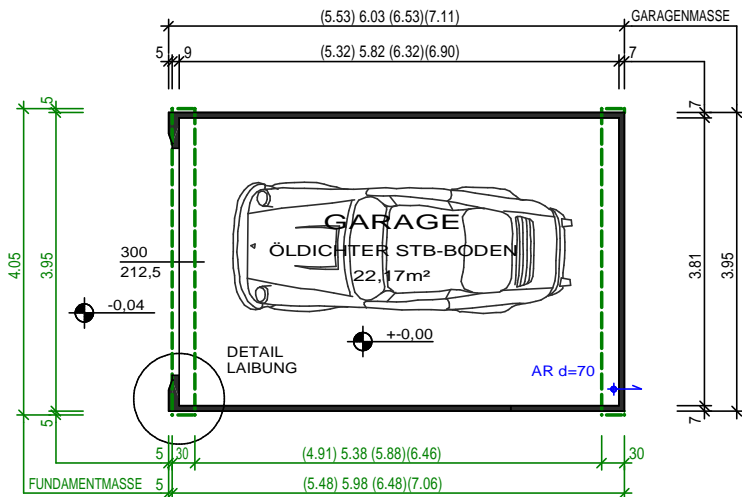 (5.53) 6.03 (6.53)(7.11)
GARAGENMASSE
5
9
(5.32) 5.82 (6.32)(6.90)
7
5
7
GARAGE
ÖLDICHTER STB-BODEN
22,17m²
300
212,5
4.05
3.95
3.81
3.95
-0,04
+-0,00
DETAIL
LAIBUNG
AR d=70
5
7
5
30
(4.91) 5.38 (5.88)(6.46)
30
FUNDAMENTMASSE
5
(5.48) 5.98 (6.48)(7.06)